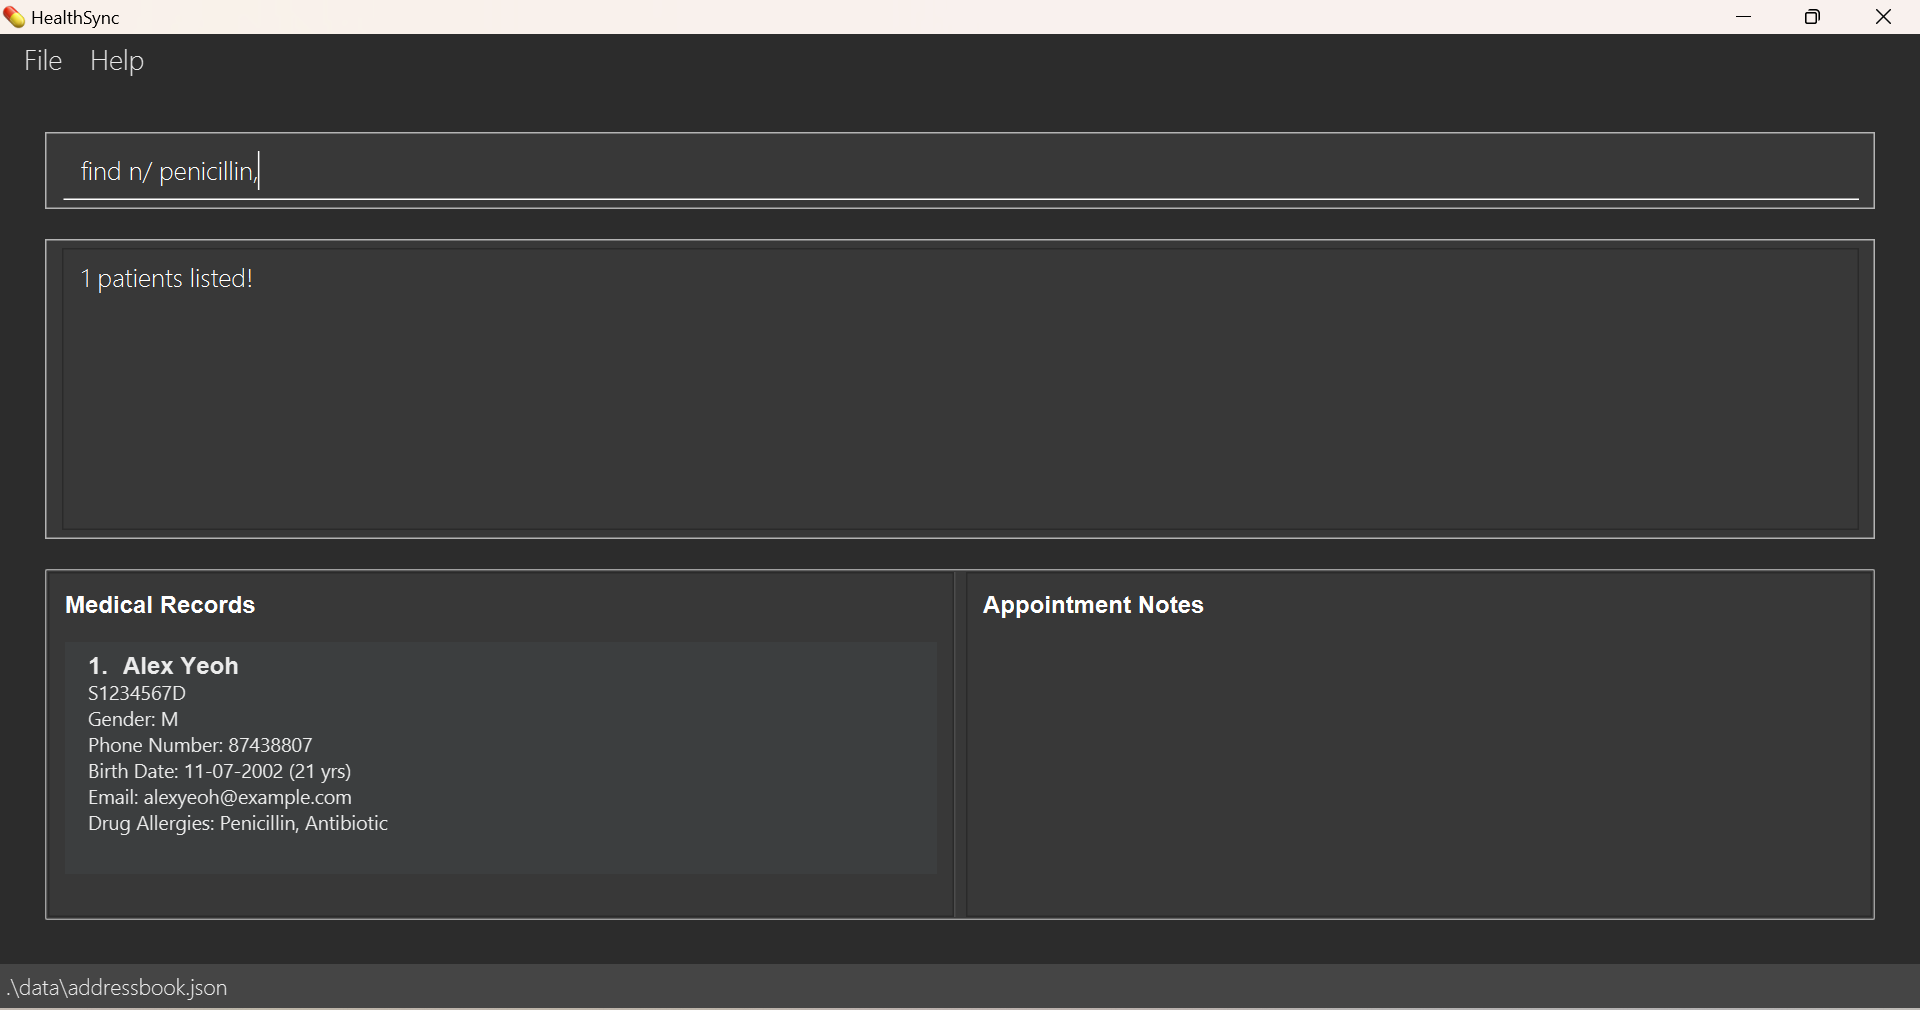 HealthSync
File Help
find n/ penicillin,
1 patients listed!
Medical Records
1. Alex Yeoh
S1234567D
Gender: M
Phone Number: 87438807
Birth Date: 11-07-2002 (21 yrs)
Email: alexyeoh@example.com
Drug Allergies: Penicillin, Antibiotic
Appointment Notes
.\data\addressbook.json